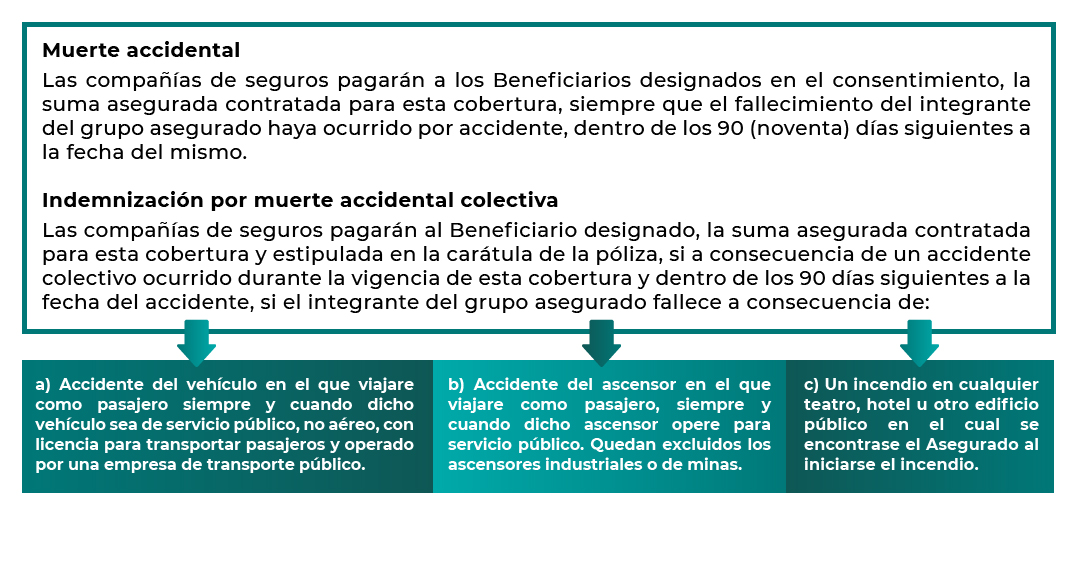 Muerte accidental
Las compañías de seguros pagarán a los Beneficiarios designados en el consentimiento, la
suma asegurada contratada para esta cobertura, siempre que el fallecimiento del integrante
del grupo asegurado haya ocurrido por accidente, dentro de los 90 (noventa) días siguientes a
la fecha del mismo.
Indemnización por muerte accidental colectiva
Las compañías de seguros pagarán al Beneficiario designado, la suma asegurada contratada
para esta cobertura y estipulada en la carátula de la póliza, si a consecuencia de un accidente
colectivo ocurrido durante la vigencia de esta cobertura y dentro de los 90 días siguientes a la
fecha del accidente, si el integrante del grupo asegurado fallece a consecuencia de:
a) Accidente del vehículo en el que viajare
como pasajero siempre y cuando dicho
vehículo sea de servicio público, no aéreo, con
licencia para transportar pasajeros y operado
por una empresa de transporte público.
b) Accidente del ascensor en el que
viajare como pasajero, siempre y
cuando dicho ascensor opere para
servicio público. Quedan excluidos los
ascensores industriales o de minas.
c) Un incendio en cualquier
teatro, hotel u otro edificio
público en el cual se
encontrase el Asegurado al
iniciarse el incendio.